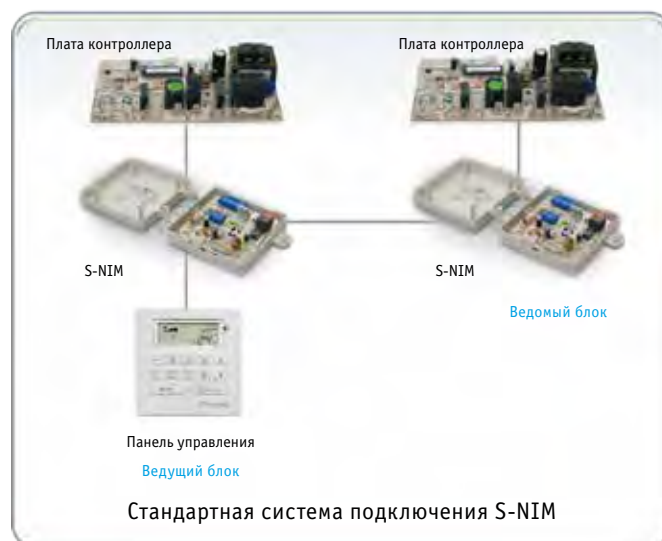 Плата контроллера
Плата контроллера
S-NIM
S-NIM
Ведомый блок
Панель управления
Ведущий блок
Стандартная система подключения S-NIM